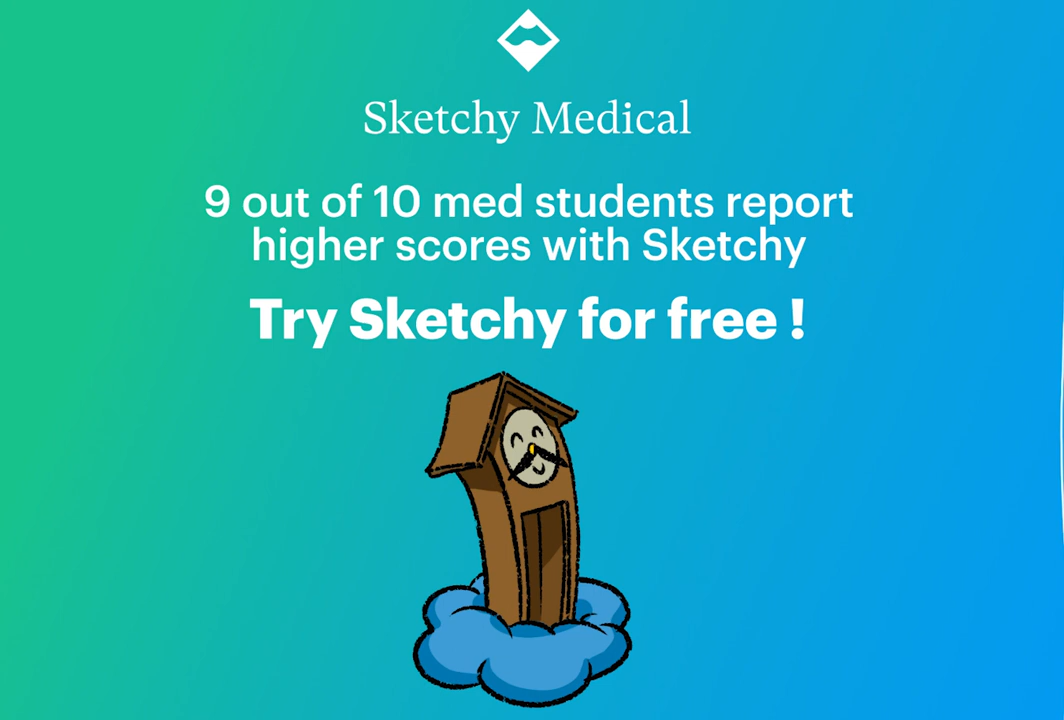 Sketchy Medical
9 out of 10 med students report
higher scores with Sketchy
Try Sketchy for free !